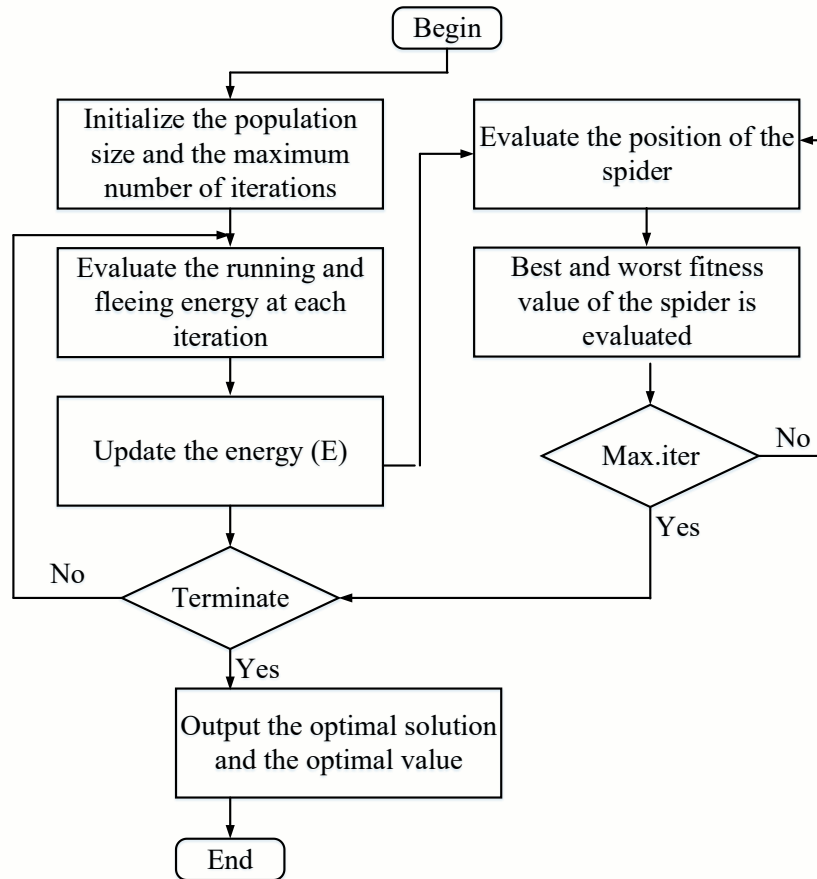 Begin
Initialize the population
size and the maximum
number of iterations
Evaluate the running and
fleeing energy at each
iteration
Update the energy (E)
Terminate
No
Yes
Output the optimal solution
and the optimal value
End
Evaluate the position of the
spider
Best and worst fitness
value of the spider is
evaluated
Max.iter
No
Yes